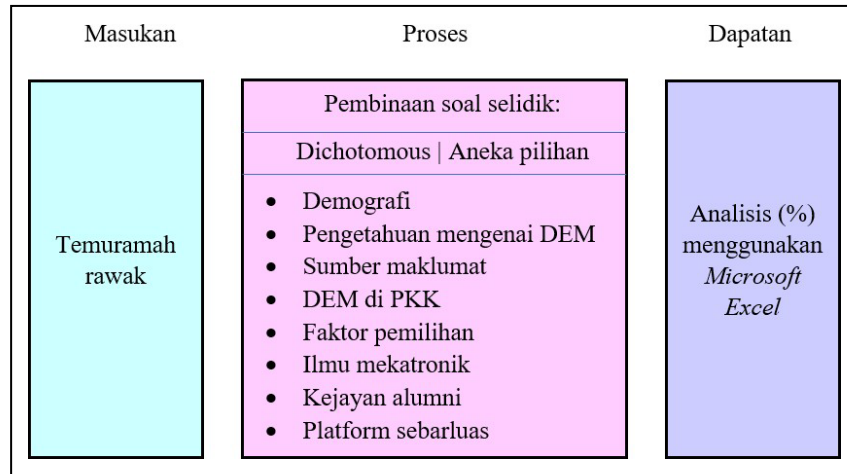 Masukan
Proses
Dapatan
Temuramah
rawak
Pembinaan soal selidik:
Dichotomous | Aneka pilihan
• Demografi
• Pengetahuan mengenai DEM
• Sumber maklumat
• DEM di PKK
• Faktor pemilihan
• Ilmu mekatronik
• Kejayan alumni
• Platform sebarluas
Analisis (%)
menggunakan
Microsoft
Excel